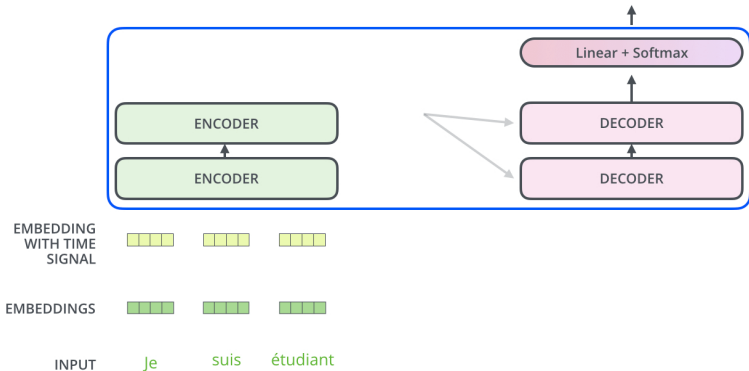 Linear + Softmax
ENCODER
DECODER
ENCODER
DECODER
EMBEDDING
WITH TIME
SIGNAL
EMBEDDINGS
INPUT
Je
suis
étudiant